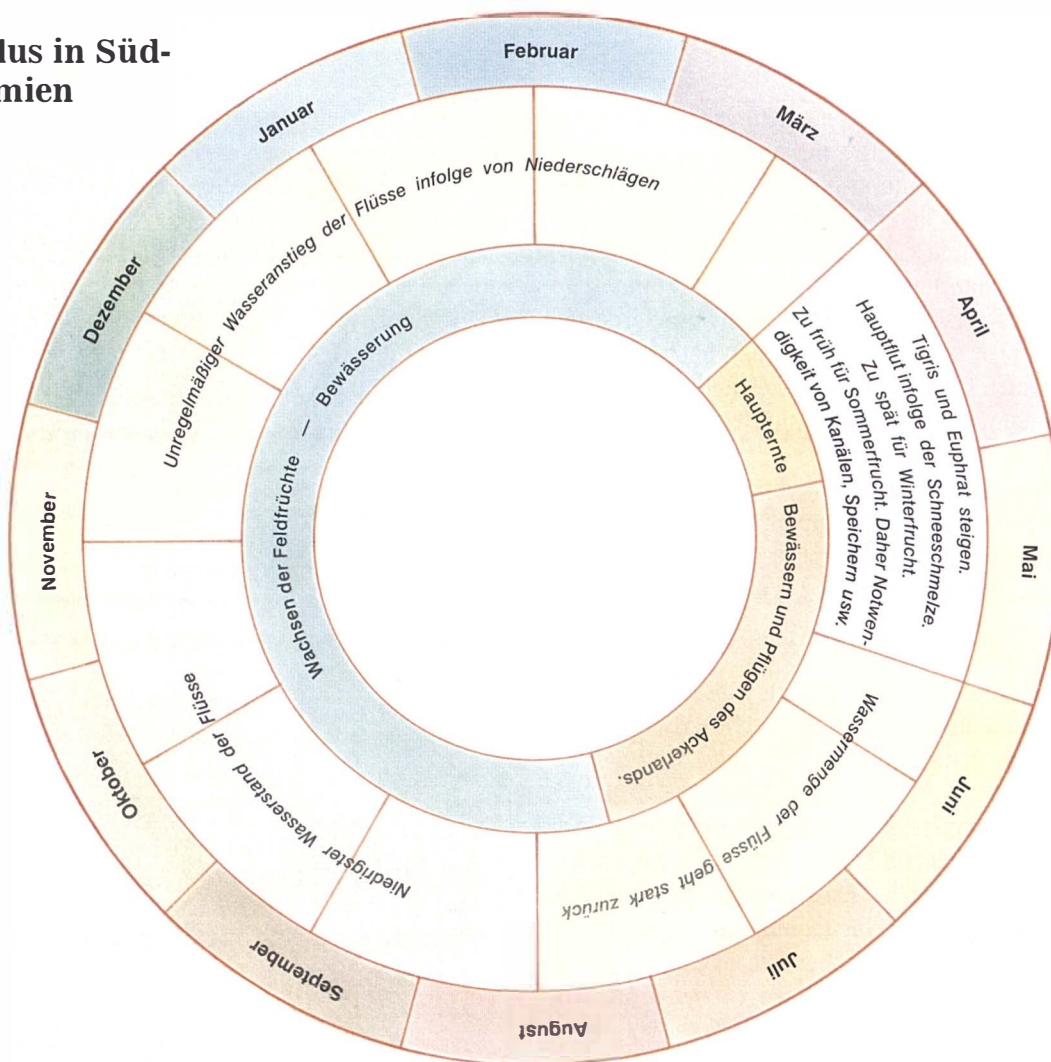 lus in Süd-
mien
Januar
Februar
März
April
Mai
Juni
Juli
August
September
Oktober
November
Dezember
Unregelmäßiger Wasseranstieg der Flüsse infolge von Niederschlägen
Tigris und Euphrat steigen.
Hauptflut infolge der Schneeschmelze.
Zu spät für Winterfrucht.
Zu früh für Sommerfrucht. Daher Notwen-
digkeit von Kanälen, Speichern usw.
Wassermenge der Flüsse geht stark zurück
Niedrigster Wasserstand der Flüsse
Wachsen der Feldfrüchte — Bewässerung
Haupternte
Bewässern und Pflügen des Ackerlands.